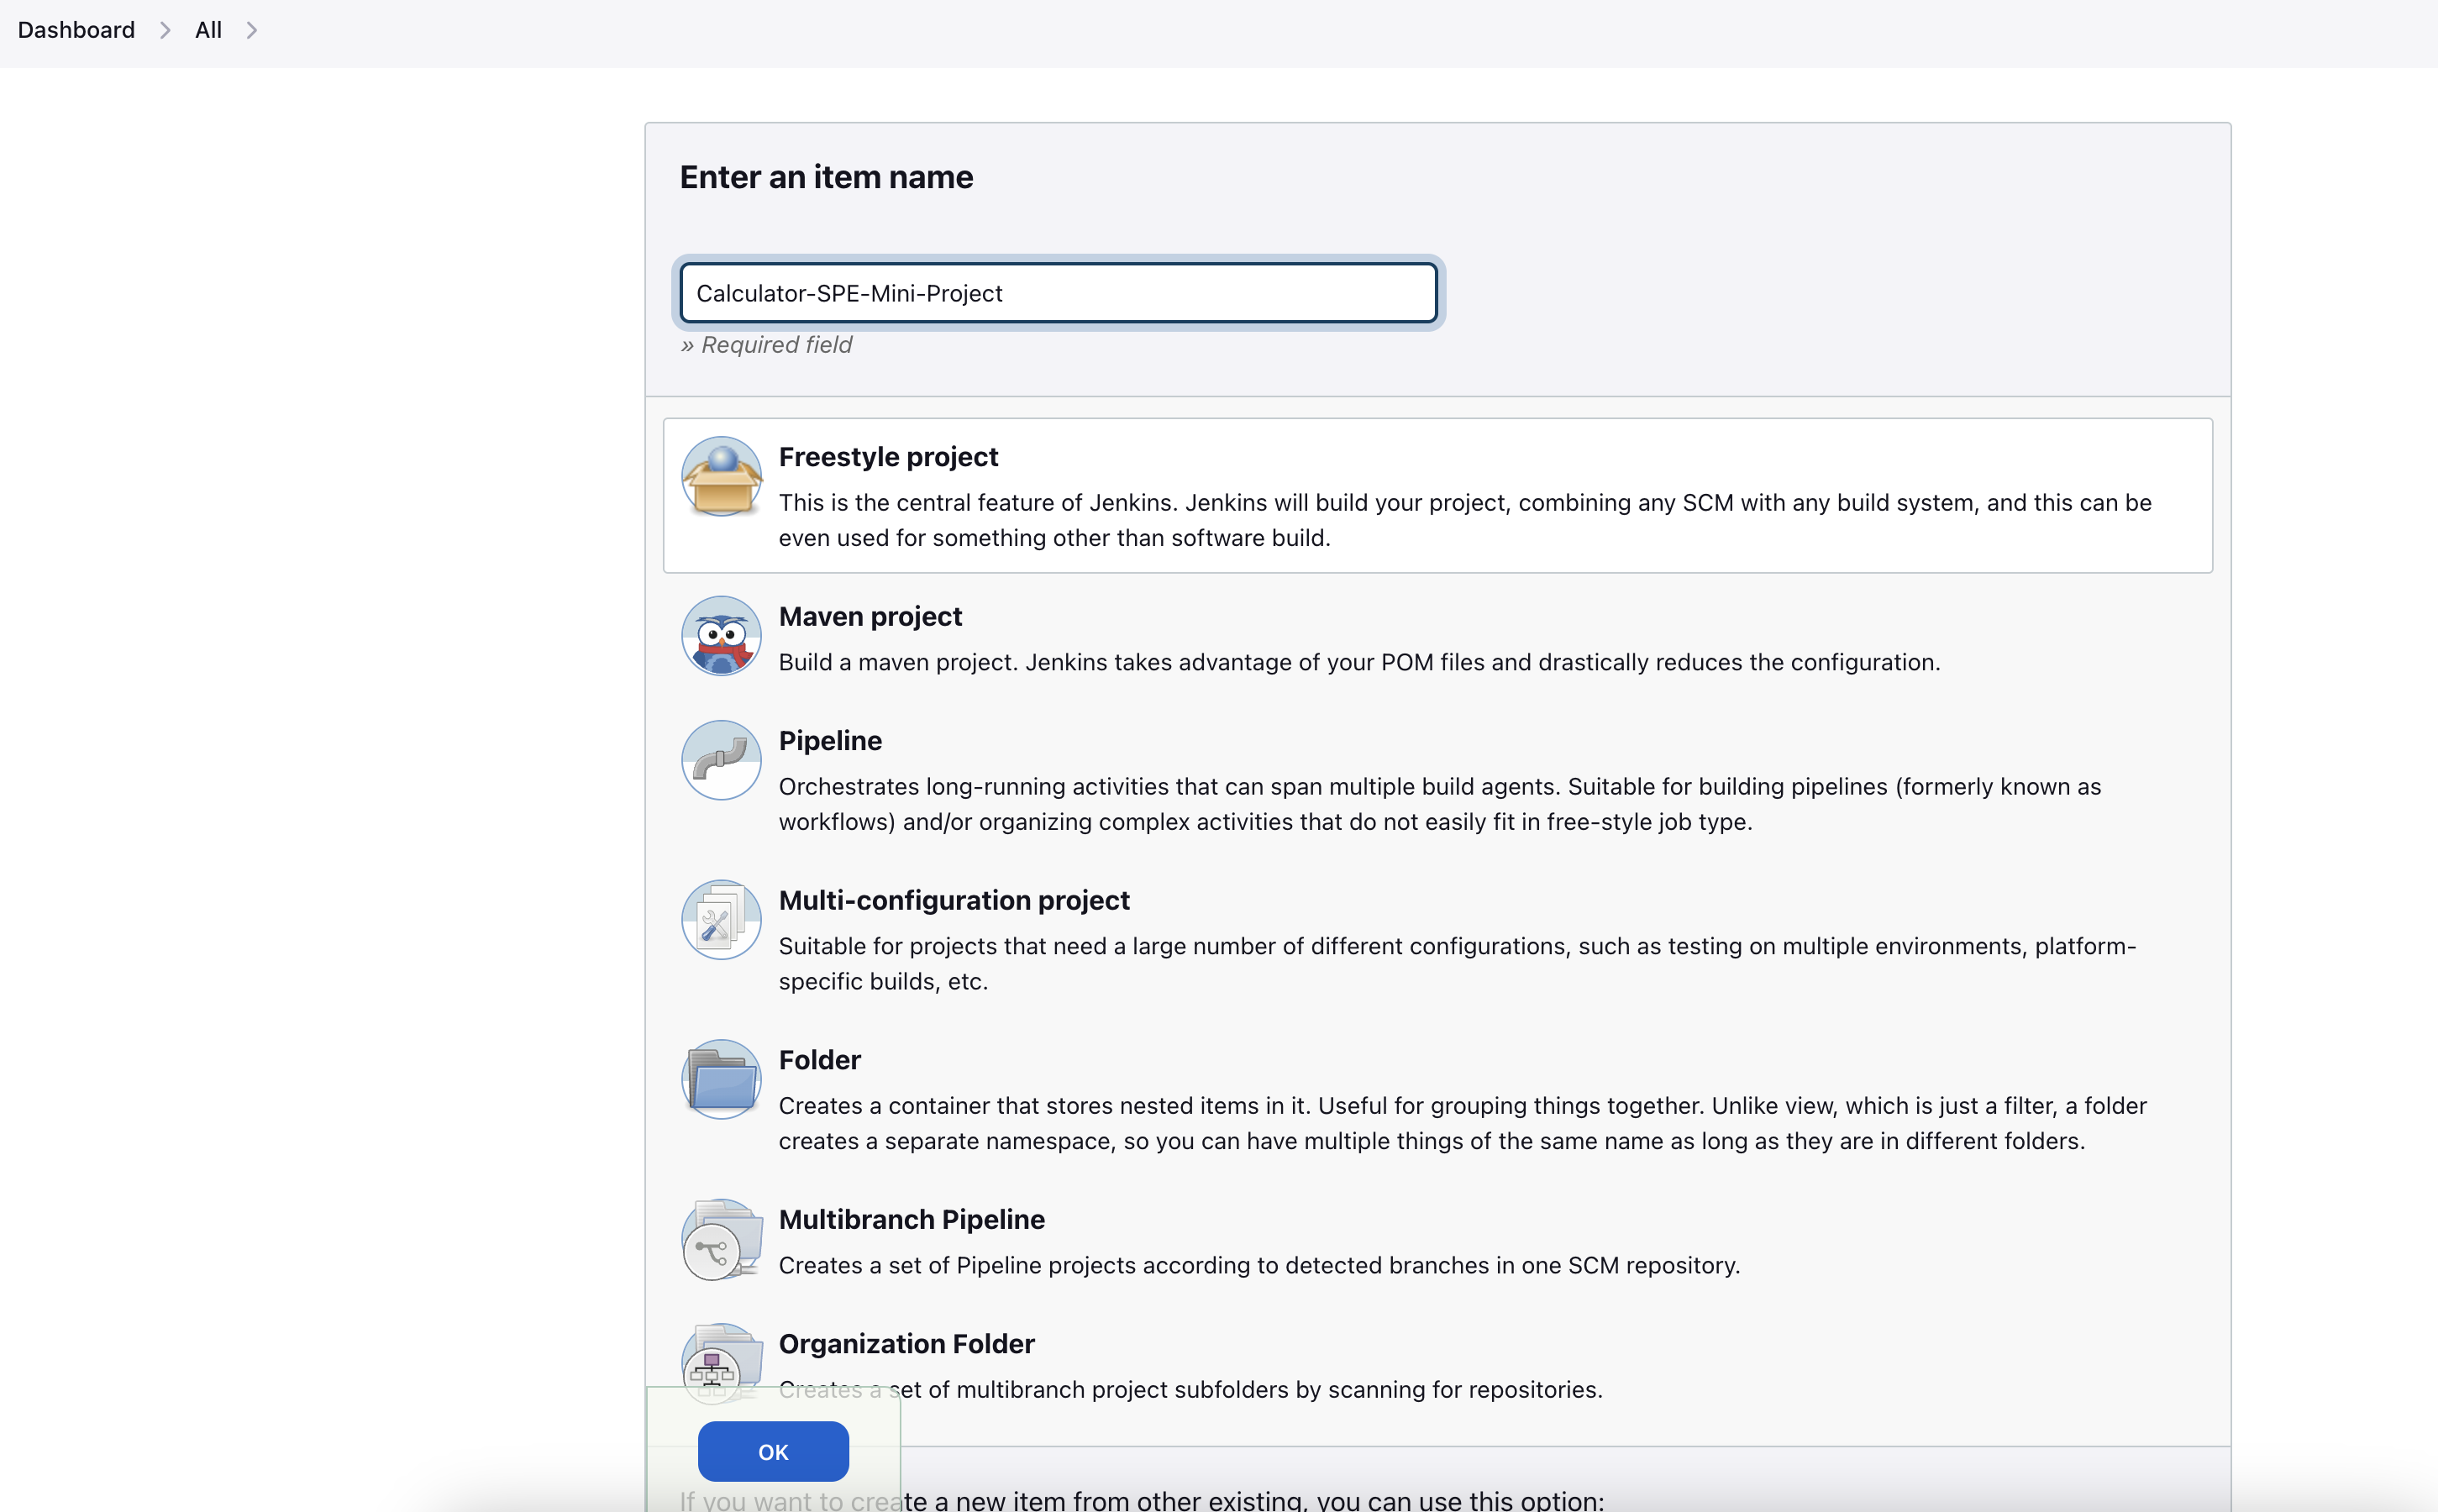 Dashboard > All >
Enter an item name
Calculator-SPE-Mini-Project
» Required field
Freestyle project
This is the central feature of Jenkins. Jenkins will build your project, combining any SCM with any build system, and this can be
even used for something other than software build.
Maven project
Build a maven project. Jenkins takes advantage of your POM files and drastically reduces the configuration.
Pipeline
Orchestrates long-running activities that can span multiple build agents. Suitable for building pipelines (formerly known as
workflows) and/or organizing complex activities that do not easily fit in free-style job type.
Multi-configuration project
Suitable for projects that need a large number of different configurations, such as testing on multiple environments, platform-
specific builds, etc.
Folder
Creates a container that stores nested items in it. Useful for grouping things together. Unlike view, which is just a filter, a folder
creates a separate namespace, so you can have multiple things of the same name as long as they are in different folders.
Multibranch Pipeline
Creates a set of Pipeline projects according to detected branches in one SCM repository.
Organization Folder
Creates a set of multibranch project subfolders by scanning for repositories.
OK
If you want to create a new item from other existing, you can use this option: